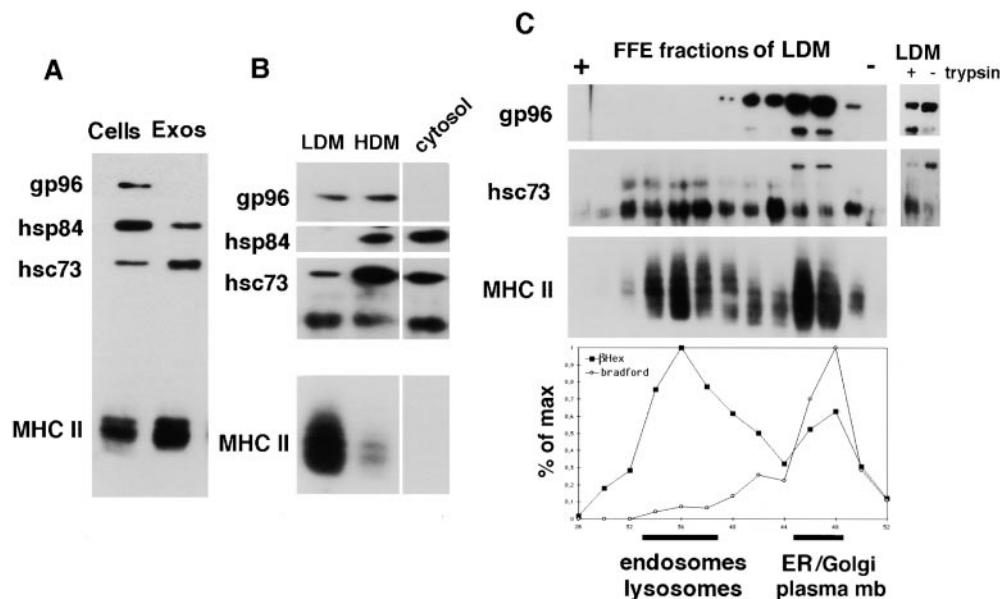 A
Cells Exos
gp96
hsp84
hsc73
MHC II
B
LDM HDM cytosol
gp96
hsp84
hsc73
MHC II
C
FFE fractions of LDM
+ -
LDM
+ - trypsin
gp96
hsc73
MHC II
% of max
βHex
bradford
endosomes
lysosomes
ER/Golgi
plasma mb